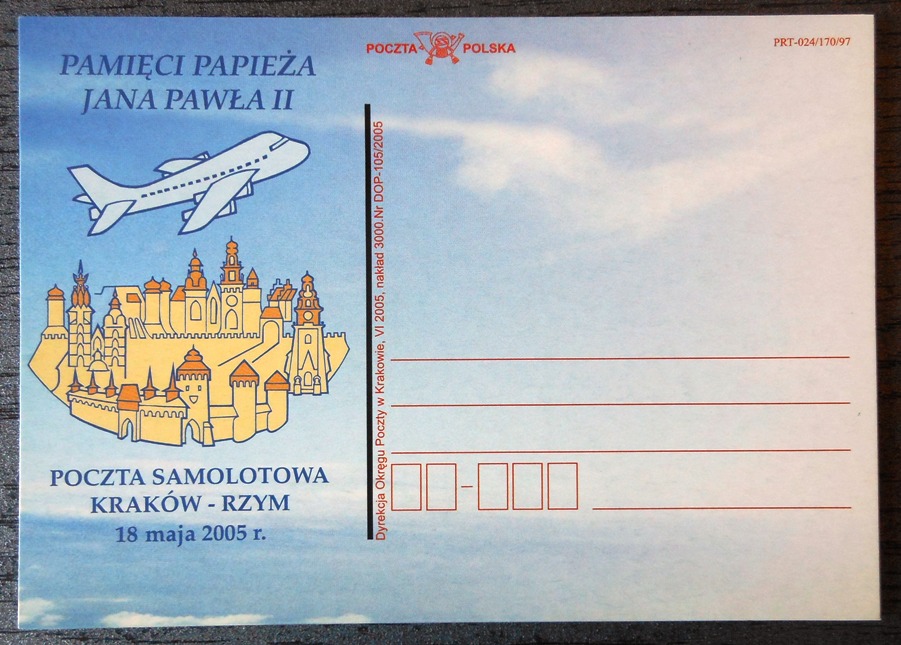 PAMIĘCI PAPIEŻA
JANA PAWŁA II
POCZTA POLSKA
PRT-024/170/97
Dyrekcja Okręgu Poczty w Krakowie, VI 2005, nakład 3000.Nr DOP-105/2005
POCZTA SAMOLOTOWA
KRAKÓW - RZYM
18 maja 2005 r.